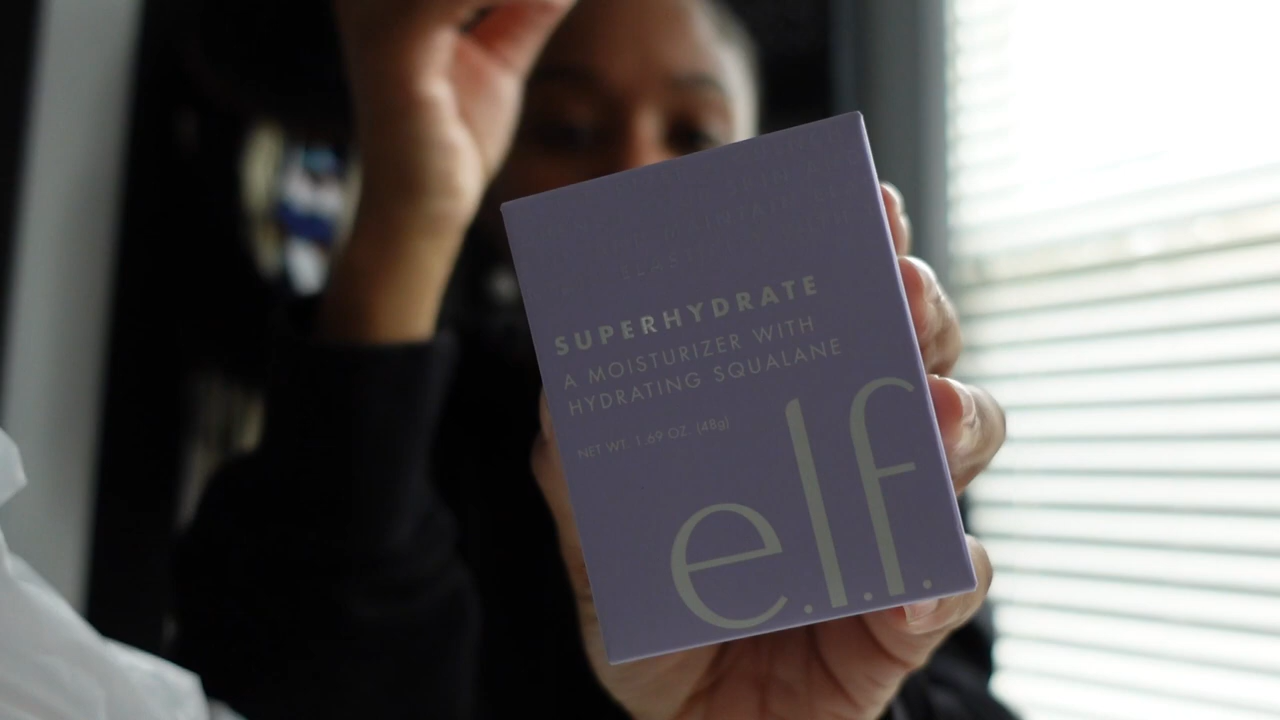 SUPERHYDRATE
A MOISTURIZER WITH
HYDRATING SQUALANE
NET WT. 1.69 OZ. (48g)
e.l.f.